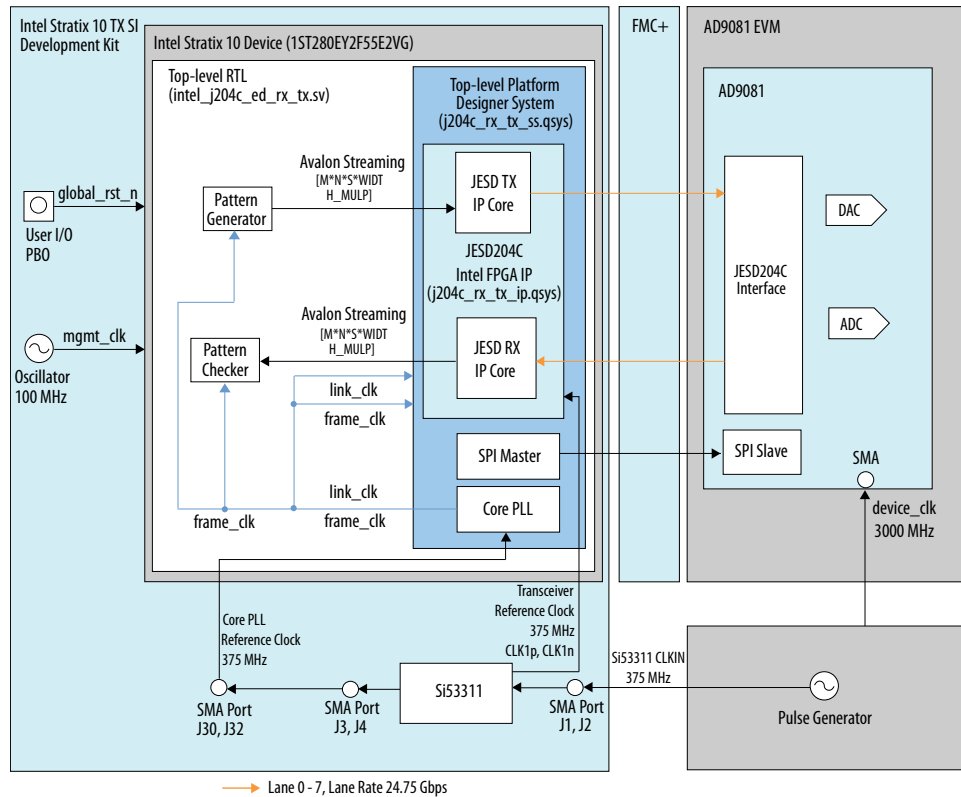 Intel Stratix 10 TX SI
Development Kit
Intel Stratix 10 Device (1ST280EY2F55E2VG)
Top-level RTL
(intel_j204c_ed_rx_tx.sv)
Top-level Platform
Designer System
(j204c_rx_tx_ss.qsys)
FMC+
AD9081 EVM
AD9081
global_rst_n
User I/O
PBO
Pattern
Generator
Avalon Streaming
[M*N*S*WIDT
H_MULP]
JESD TX
IP Core
JESD204C
Intel FPGA IP
(j204c_rx_tx_ip.qsys)
DAC
JESD204C
Interface
ADC
mgmt_clk
Oscillator
100 MHz
Pattern
Checker
Avalon Streaming
[M*N*S*WIDT
H_MULP]
JESD RX
IP Core
link_clk
frame_clk
SPI Master
SPI Slave
SMA
link_clk
frame_clk
frame_clk
Core PLL
device_clk
3000 MHz
Core PLL
Reference Clock
375 MHz
Transceiver
Reference Clock
375 MHz
CLK1p, CLK1n
Si53311
Si53311 CLKIN
375 MHz
SMA Port
J30, J32
SMA Port
J3, J4
SMA Port
J1, J2
Pulse Generator
Lane 0 - 7, Lane Rate 24.75 Gbps